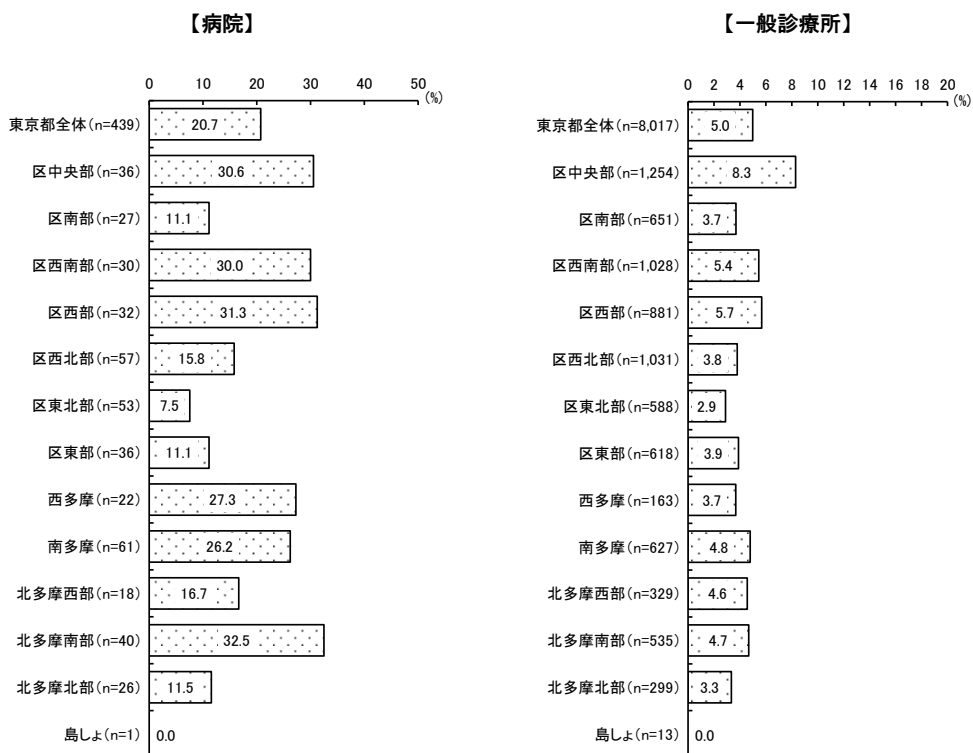 【病院】
0 10 20 30 40 50
(%)
東京都全体(n=439) 20.7
区中央部(n=36) 30.6
区南部(n=27) 11.1
区西南部(n=30) 30.0
区西部(n=32) 31.3
区西北部(n=57) 15.8
区東北部(n=53) 7.5
区東部(n=36) 11.1
西多摩(n=22) 27.3
南多摩(n=61) 26.2
北多摩西部(n=18) 16.7
北多摩南部(n=40) 32.5
北多摩北部(n=26) 11.5
島しょ(n=1) 0.0
【一般診療所】
0 2 4 6 8 10 12 14 16 18 20
(%)
東京都全体(n=8,017) 5.0
区中央部(n=1,254) 8.3
区南部(n=651) 3.7
区西南部(n=1,028) 5.4
区西部(n=881) 5.7
区西北部(n=1,031) 3.8
区東北部(n=588) 2.9
区東部(n=618) 3.9
西多摩(n=163) 3.7
南多摩(n=627) 4.8
北多摩西部(n=329) 4.6
北多摩南部(n=535) 4.7
北多摩北部(n=299) 3.3
島しょ(n=13) 0.0